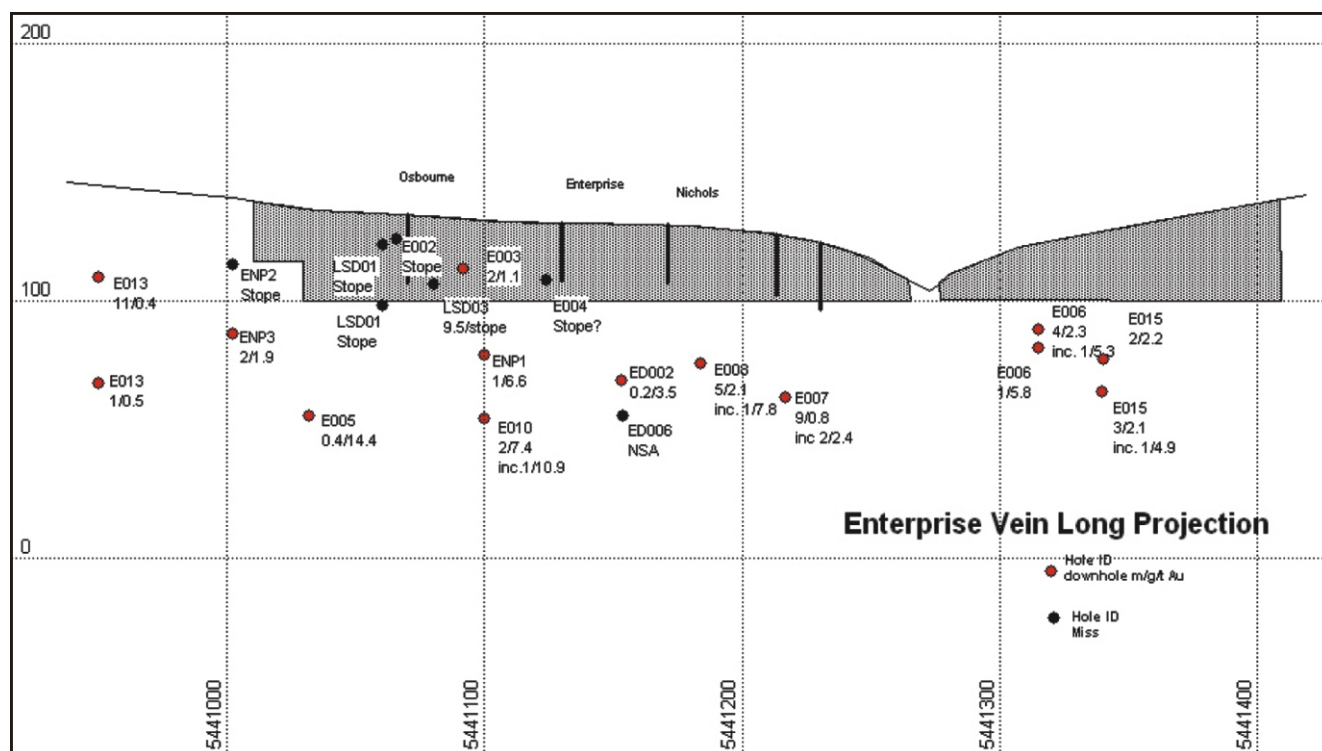 200
Osbourne
Enterprise
Nichols
E002
Stope
E003
2/1.1
LSD01
Stope
ENP2
Stope
E013
11/0.4
100
LSD01
Stope
LSD03
9.5/stope
E004
Stope?
E006
4/2.3
inc. 1/5.3
E015
2/2.2
ENP3
2/1.9
ENP1
1/6.6
ED002
0.2/3.5
E008
5/2.1
inc. 1/7.8
E006
1/5.8
E013
1/0.5
E005
0.4/14.4
E010
2/7.4
inc.1/10.9
ED006
NSA
E007
9/0.8
inc 2/2.4
E015
3/2.1
inc. 1/4.9
Enterprise Vein Long Projection
0
Hole ID
downhole m/g/t Au
Hole ID
Miss
5441000
5441100
5441200
5441300
5441400